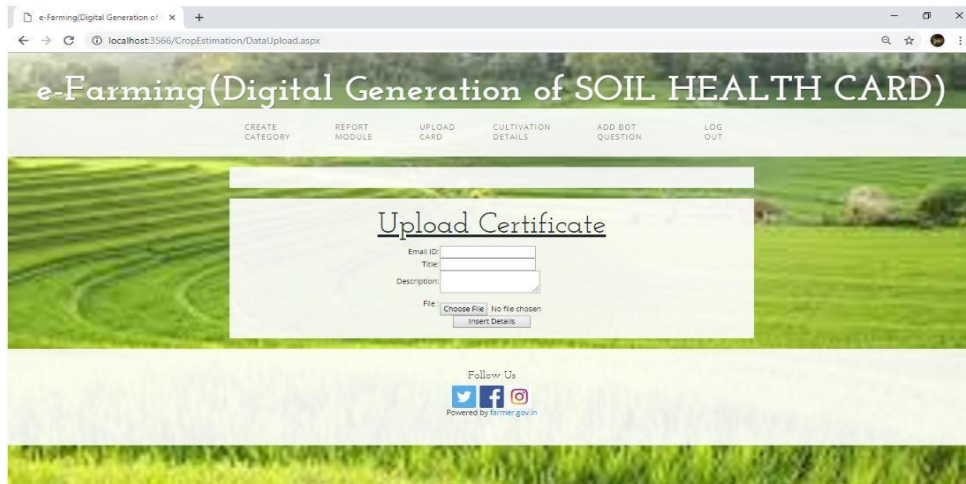 e-Farming(Digital Generation of
localhost:3566/CropEstimation/DataUpload.aspx
e-Farming(Digital Generation of SOIL HEALTH CARD)
CREATE CATEGORY
REPORT MODULE
UPLOAD CARD
CULTIVATION DETAILS
ADD BOT QUESTION
LOG OUT
Upload Certificate
Email ID:
Title:
Description:
File : Choose File No file chosen
Insert Details
Follow Us
Powered by farmer.gov.in